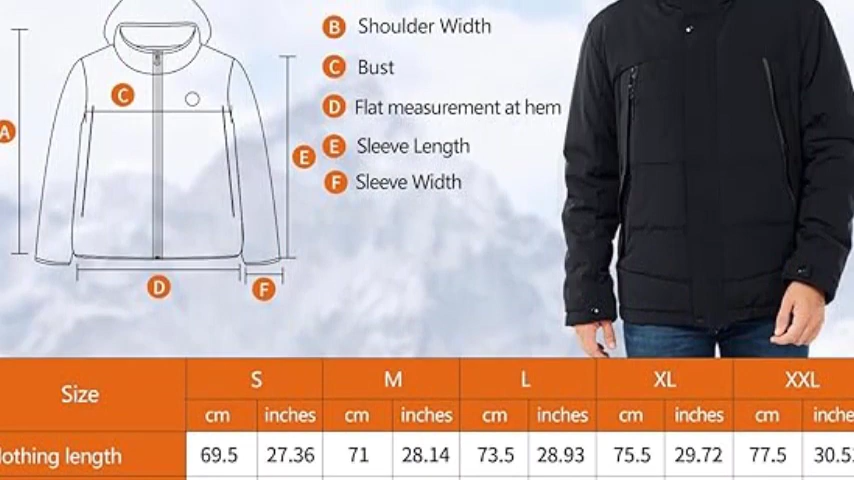 B Shoulder Width
C Bust
D Flat measurement at hem
E Sleeve Length
F Sleeve Width
A
C
E
D
F
Size S M L XL XXL
cm inches cm inches cm inches cm inches cm
length 69.5 27.36 71 28.14 73.5 28.93 75.5 29.72 77.5